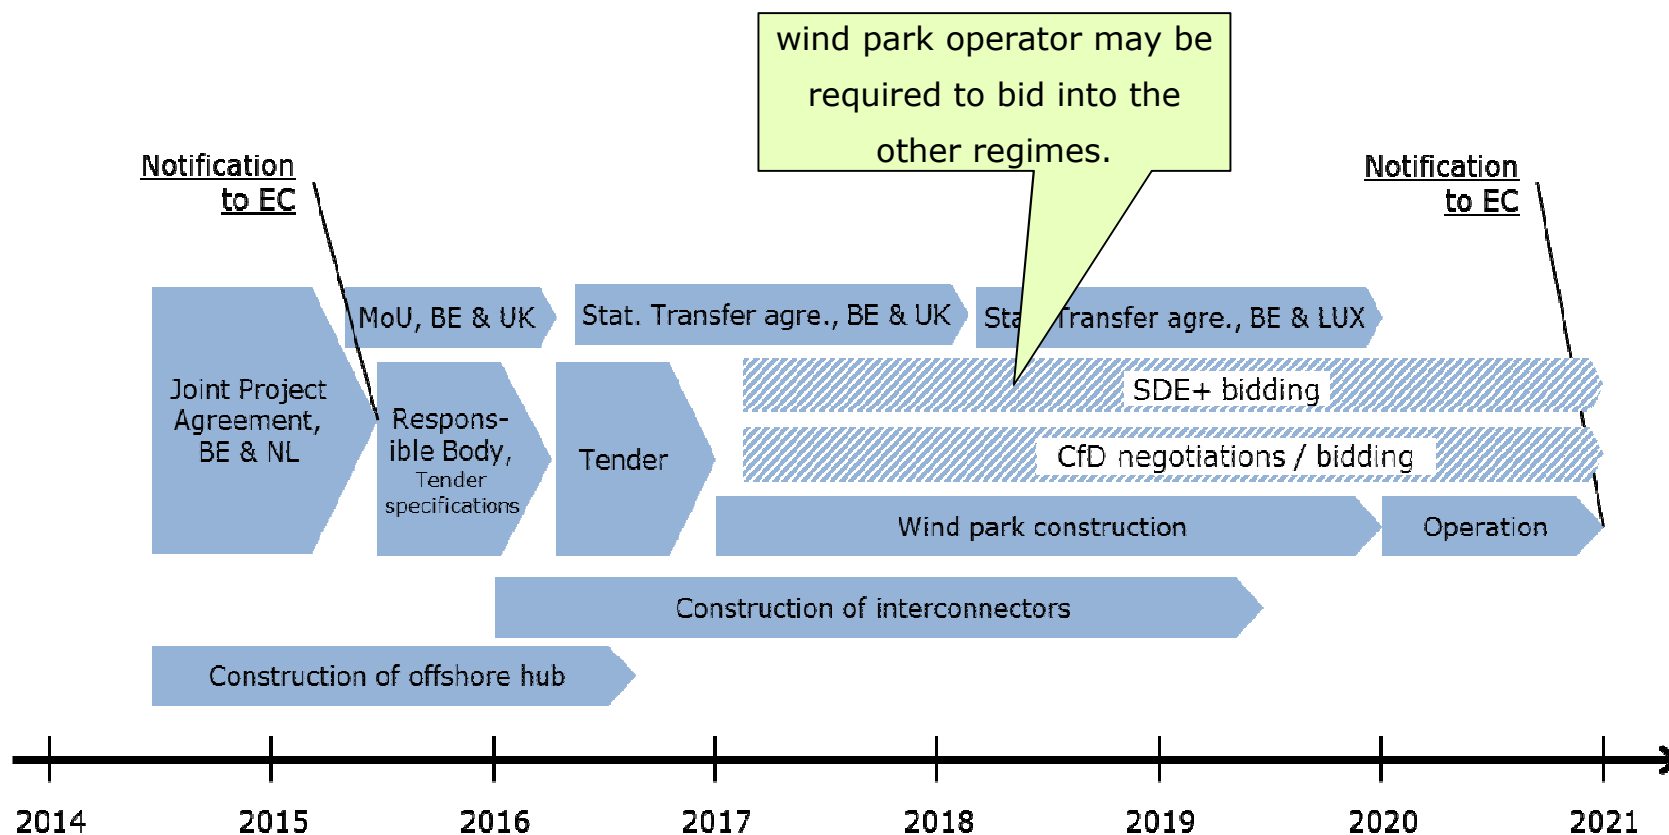 wind park operator may be
required to bid into the
other regimes.
Notification
to EC
Notification
to EC
MoU, BE & UK
Stat. Transfer agre., BE & UK
Sta Transfer agre., BE & LUX
Joint Project
Agreement,
BE & NL
Respons-
ible Body,
Tender
specifications
Tender
SDE+ bidding
CfD negotiations / bidding
Wind park construction
Operation
Construction of interconnectors
Construction of offshore hub
2014 2015 2016 2017 2018 2019 2020 2021